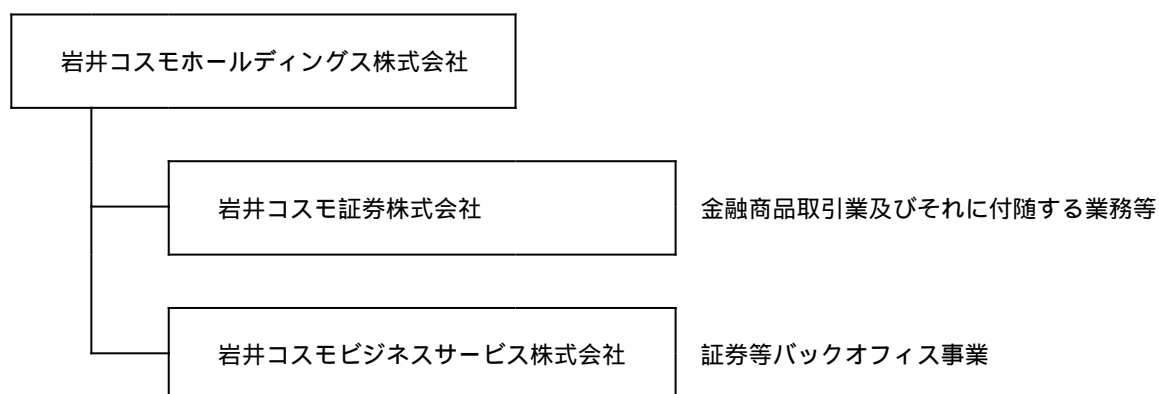 岩井コスモホールディングス株式会社
岩井コスモ証券株式会社 金融商品取引業及びそれに付随する業務等
岩井コスモビジネスサービス株式会社 証券等バックオフィス事業